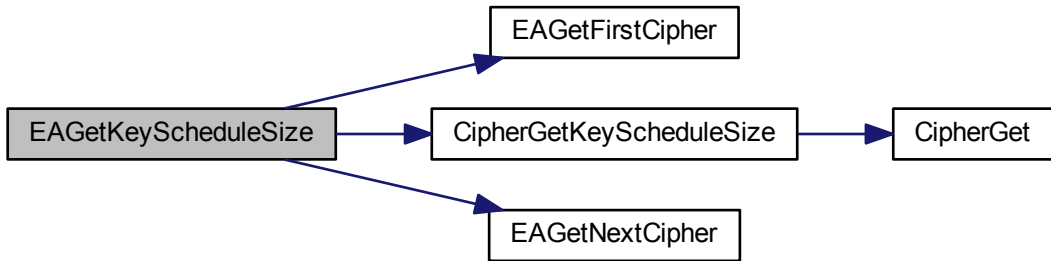 EAGetFirstCipher
EAGetKeyScheduleSize
CipherGetKeyScheduleSize
CipherGet
EAGetNextCipher